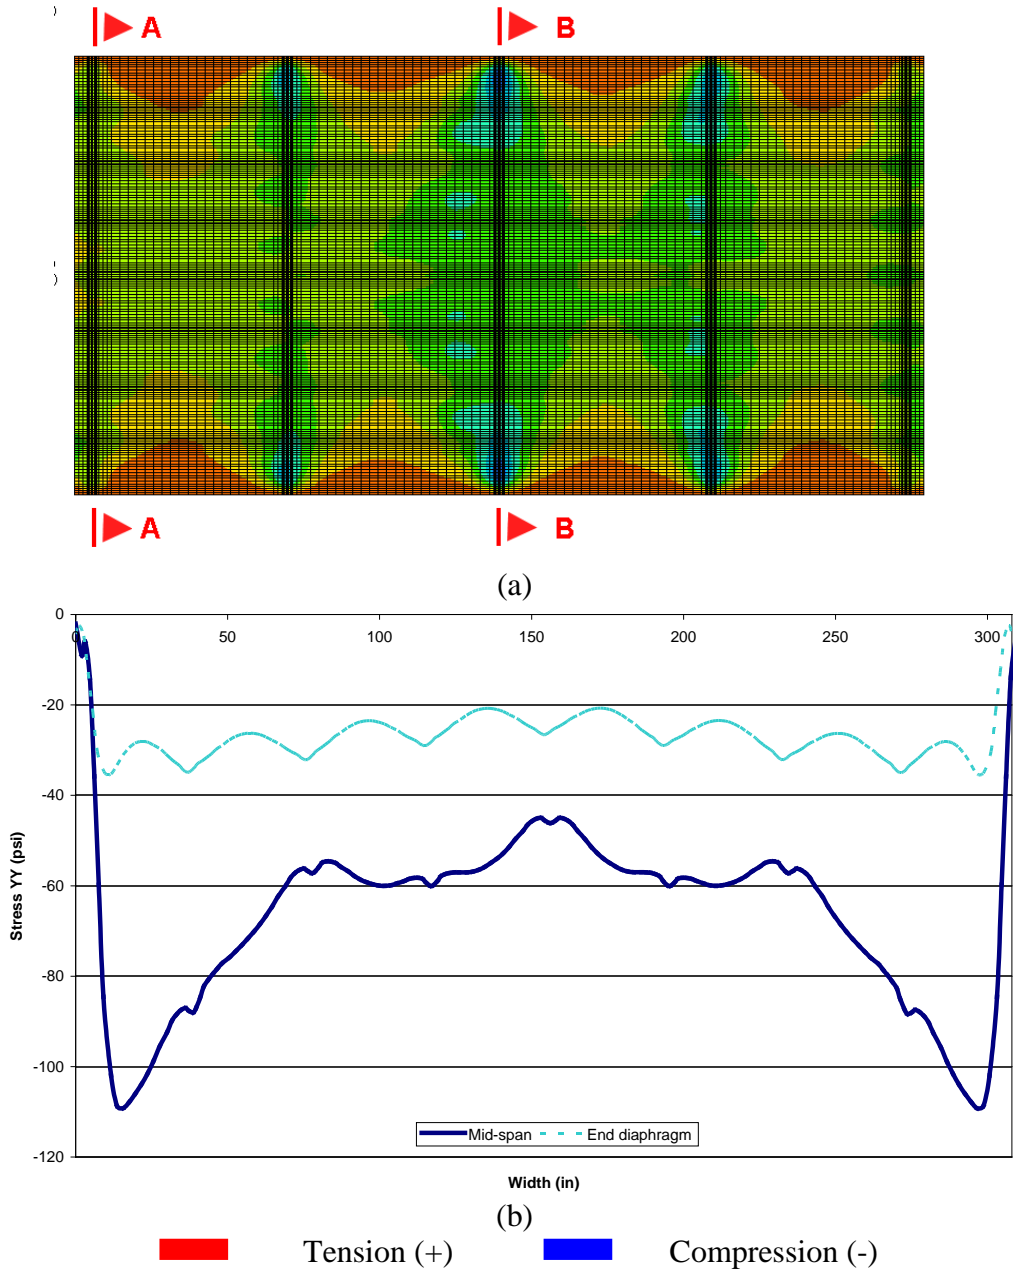 )
A B
)
A B
(a)
0
0 50 100 150 200 250 300
-20
-40
-60
-80
-100
-120
Stress YY (psi)
Mid-span End diaphragm
Width (in)
(b)
Tension (+) Compression (-)